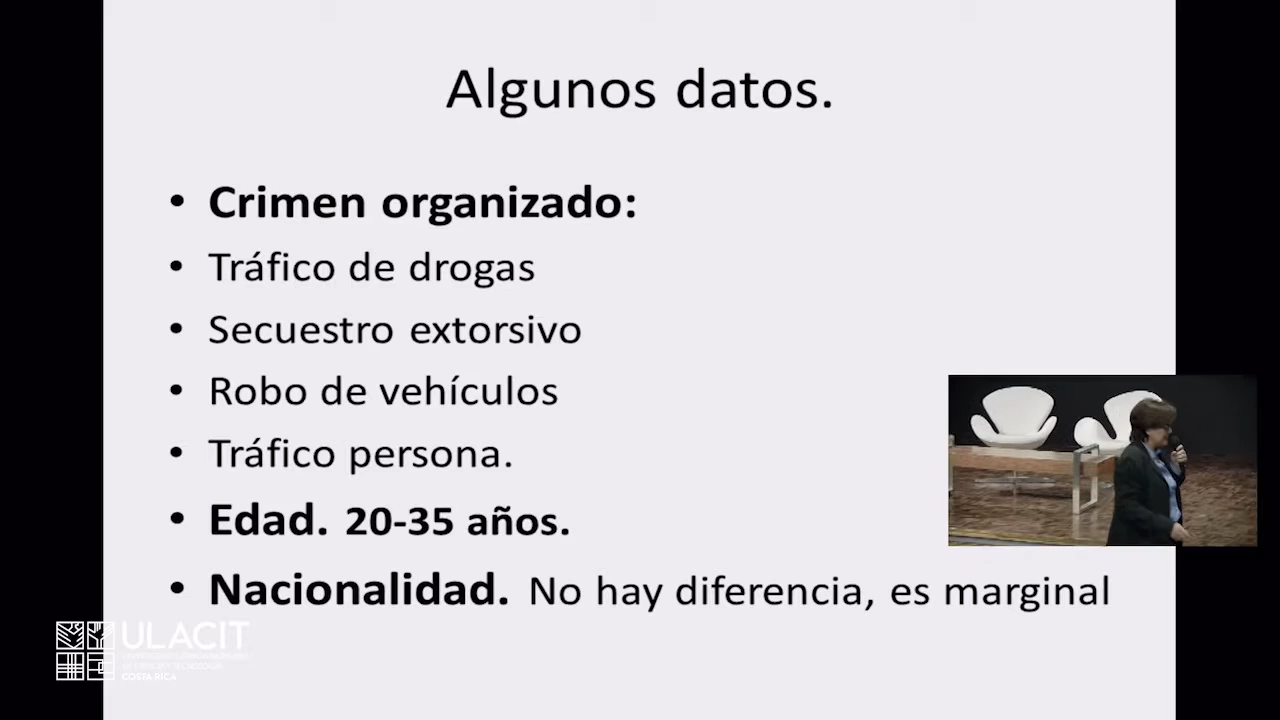 Algunos datos.
• Crimen organizado:
• Tráfico de drogas
• Secuestro extorsivo
• Robo de vehículos
• Tráfico persona.
• Edad. 20-35 años.
• Nacionalidad. No hay diferencia, es marginal
ULACIT
COSTA RICA